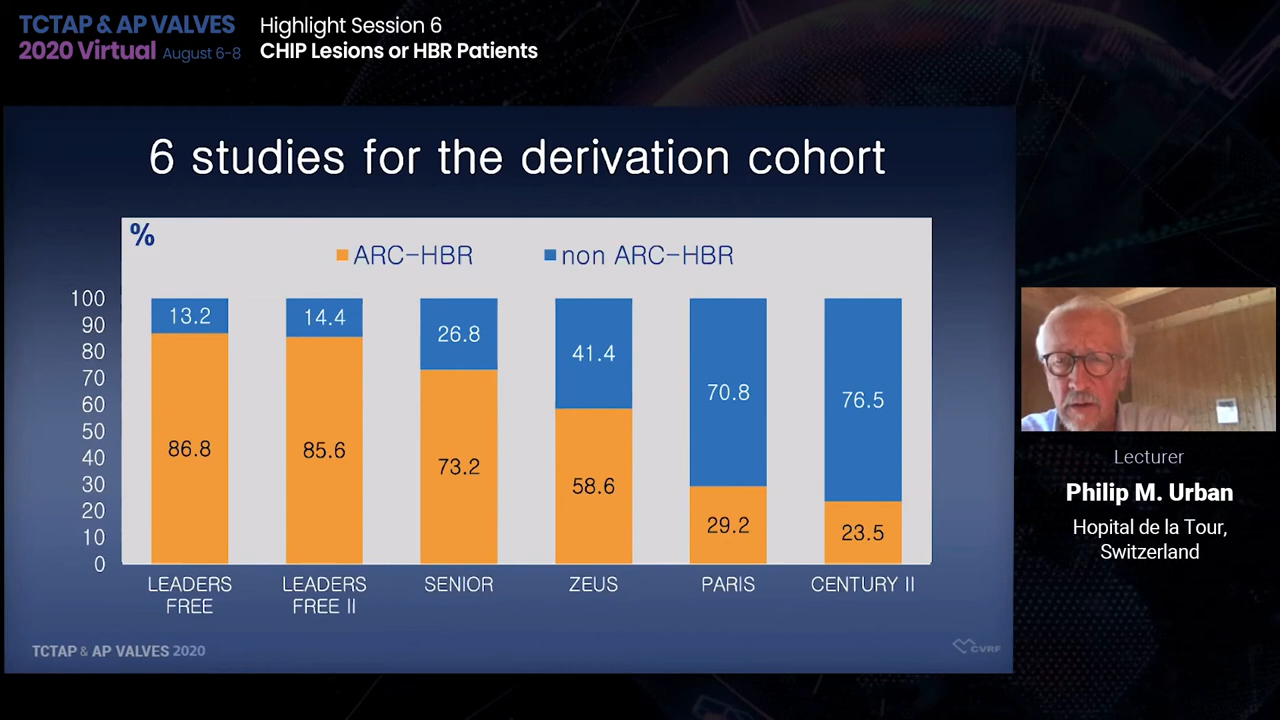 TCTAP & AP VALVES
2020 Virtual August 6-8
Highlight Session 6
CHIP Lesions or HBR Patients
6 studies for the derivation cohort
%
ARC-HBR
non ARC-HBR
100
90
80
70
60
50
40
30
20
10
0
13.2
14.4
26.8
41.4
70.8
76.5
86.8
85.6
73.2
58.6
29.2
23.5
LEADERS
FREE
LEADERS
FREE II
SENIOR
ZEUS
PARIS
CENTURY II
TCTAP & AP VALVES 2020
CVRF
Lecturer
Philip M. Urban
Hopital de la Tour,
Switzerland